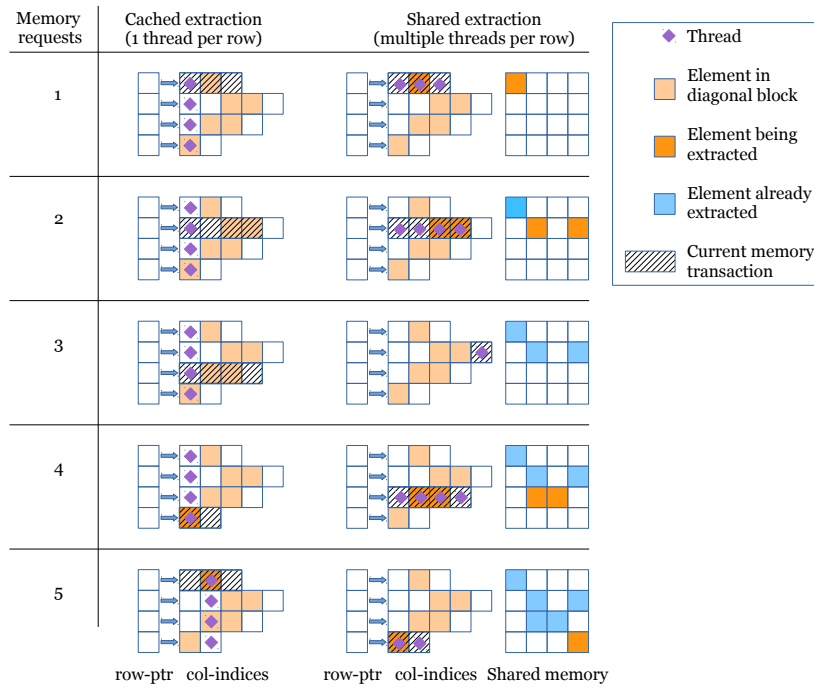 Memory requests
Cached extraction (1 thread per row)
Shared extraction (multiple threads per row)
Thread
Element in diagonal block
Element being extracted
Element already extracted
Current memory transaction
1
2
3
4
5
row-ptr col-indices
row-ptr col-indices Shared memory